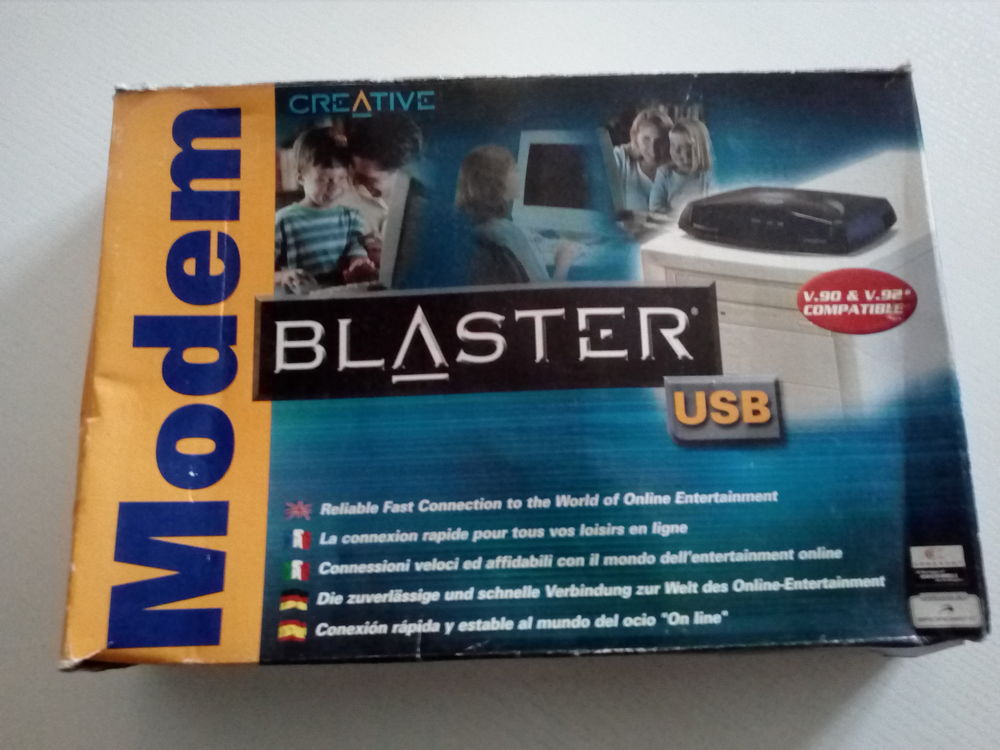 CREATIVE
Modem
BLASTER®
USB
V.90 & V.92*
COMPATIBLE
Reliable Fast Connection to the World of Online Entertainment
La connexion rapide pour tous vos loisirs en ligne
Connessioni veloci ed affidabili con il mondo dell'entertainment online
Die zuverlässige und schnelle Verbindung zur Welt des Online-Entertainment
Conexión rápida y estable al mundo del ocio "On line"